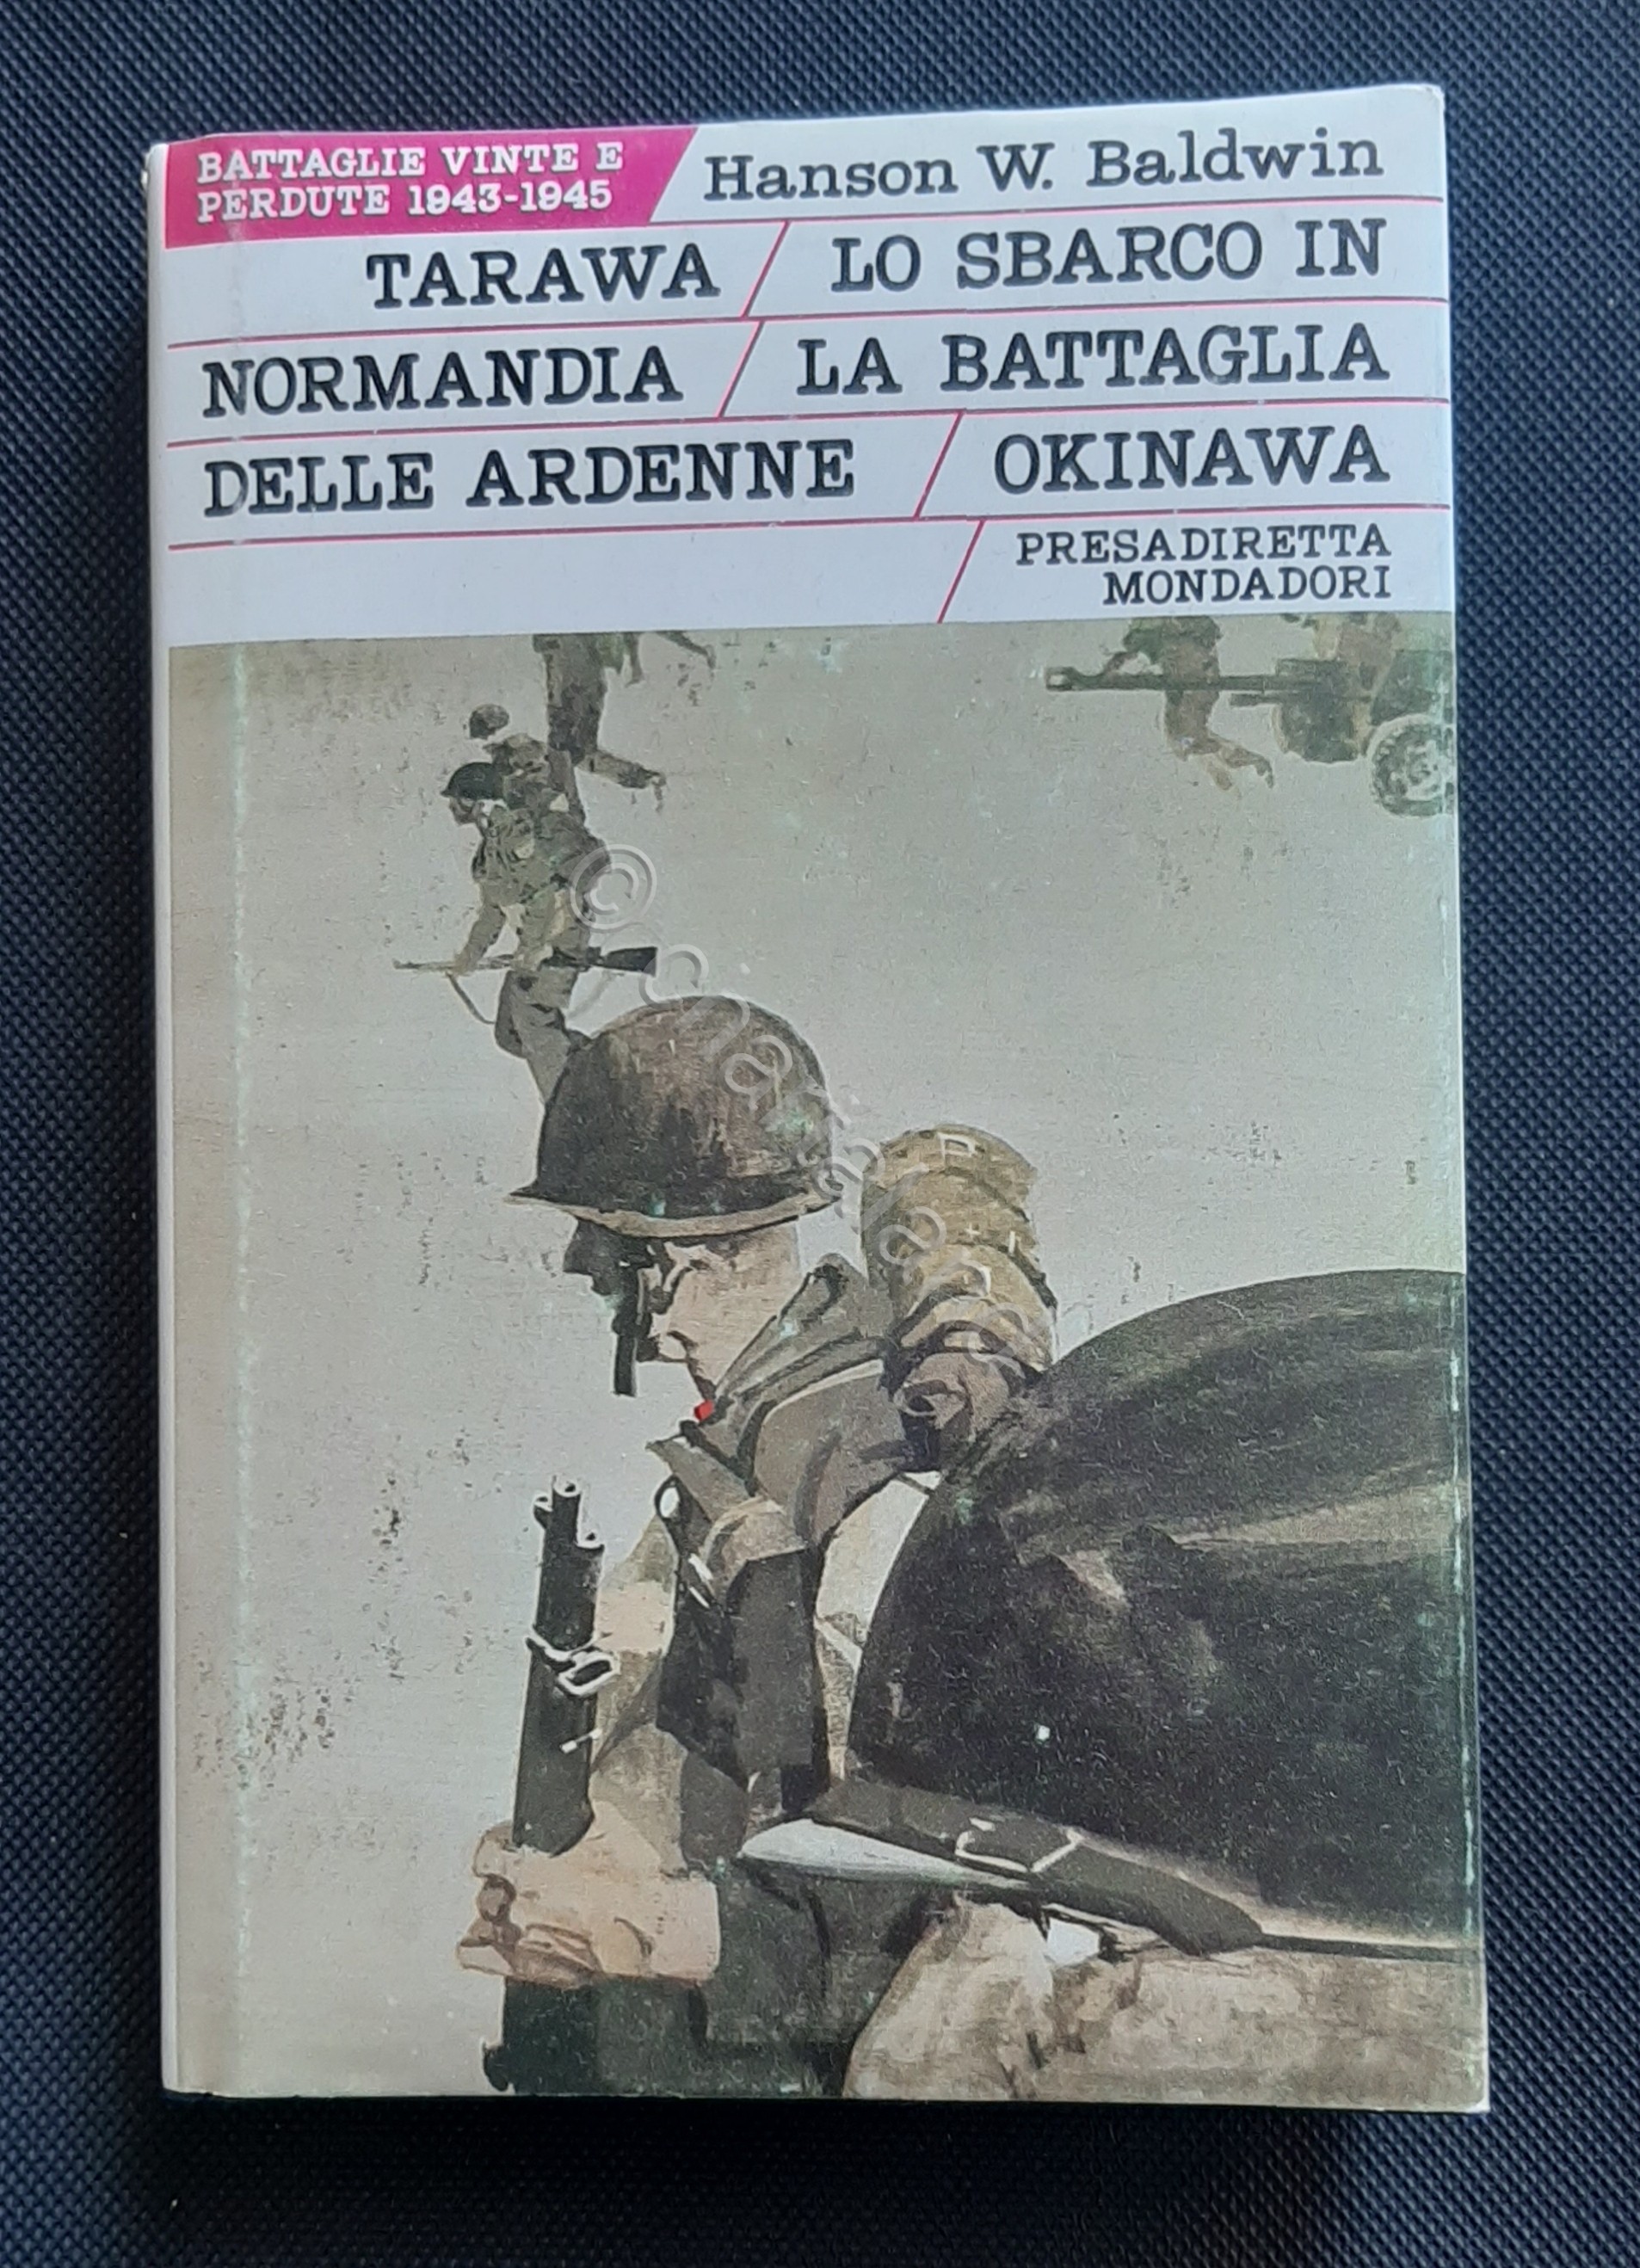 BATTAGLIE VINTE E
PERDUTE 1943-1945
Hanson W. Baldwin
TARAWA / LO SBARCO IN
NORMANDIA / LA BATTAGLIA
DELLE ARDENNE / OKINAWA
PRESADIRETTA
MONDADORI